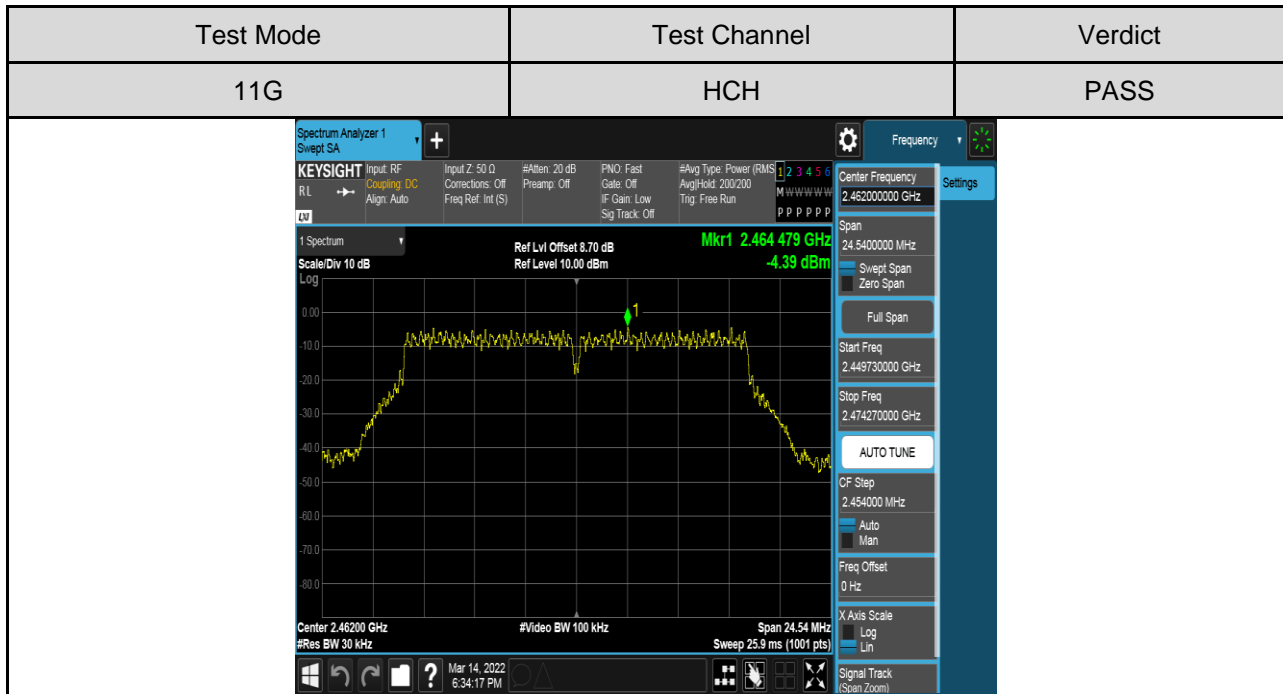 Test Mode
Test Channel
Verdict
11G
HCH
PASS
Spectrum Analyzer 1
Swept SA
+
Frequency
KEYSIGHT
RL
LXI
Input: RF
Coupling: DC
Align: Auto
Input Z: 50 Ω
Corrections: Off
Freq Ref: Int (S)
#Atten: 20 dB
Preamp: Off
PNO: Fast
Gate: Off
IF Gain: Low
Sig Track: Off
#Avg Type: Power (RMS
Avg|Hold: 200/200
Trig: Free Run
1 2 3 4 5 6
M W W W W W
P P P P P P
1 Spectrum
Scale/Div 10 dB
Log
Ref Lvl Offset 8.70 dB
Ref Level 10.00 dBm
Mkr1 2.464 479 GHz
-4.39 dBm
1
0.00
-10.0
-20.0
-30.0
-40.0
-50.0
-60.0
-70.0
-80.0
Center 2.46200 GHz
#Video BW 100 kHz
Span 24.54 MHz
#Res BW 30 kHz
Sweep 25.9 ms (1001 pts)
Center Frequency
2.462000000 GHz
Settings
Span
24.5400000 MHz
Swept Span
Zero Span
Full Span
Start Freq
2.449730000 GHz
Stop Freq
2.474270000 GHz
AUTO TUNE
CF Step
2.454000 MHz
Auto
Man
Freq Offset
0 Hz
X Axis Scale
Log
Lin
Signal Track
(Span Zoom)
?
Mar 14, 2022
6:34:17 PM